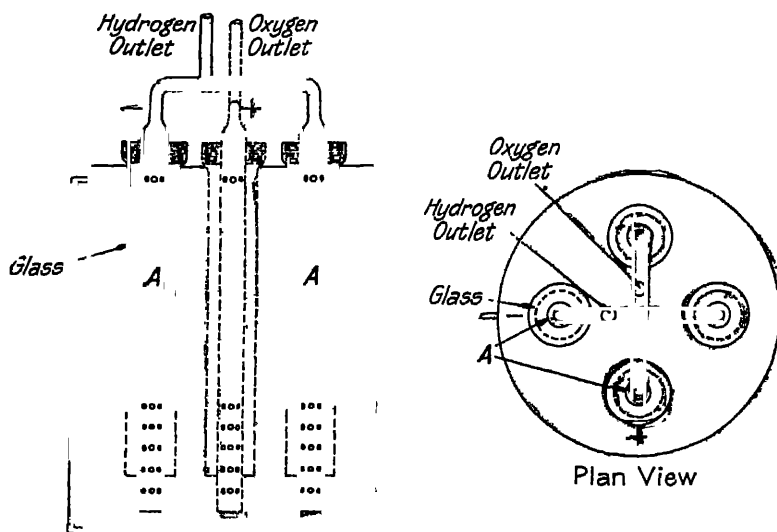 Hydrogen
Outlet
Oxygen
Outlet
Glass
A
A
Oxygen
Outlet
Hydrogen
Outlet
Glass
A
Plan View